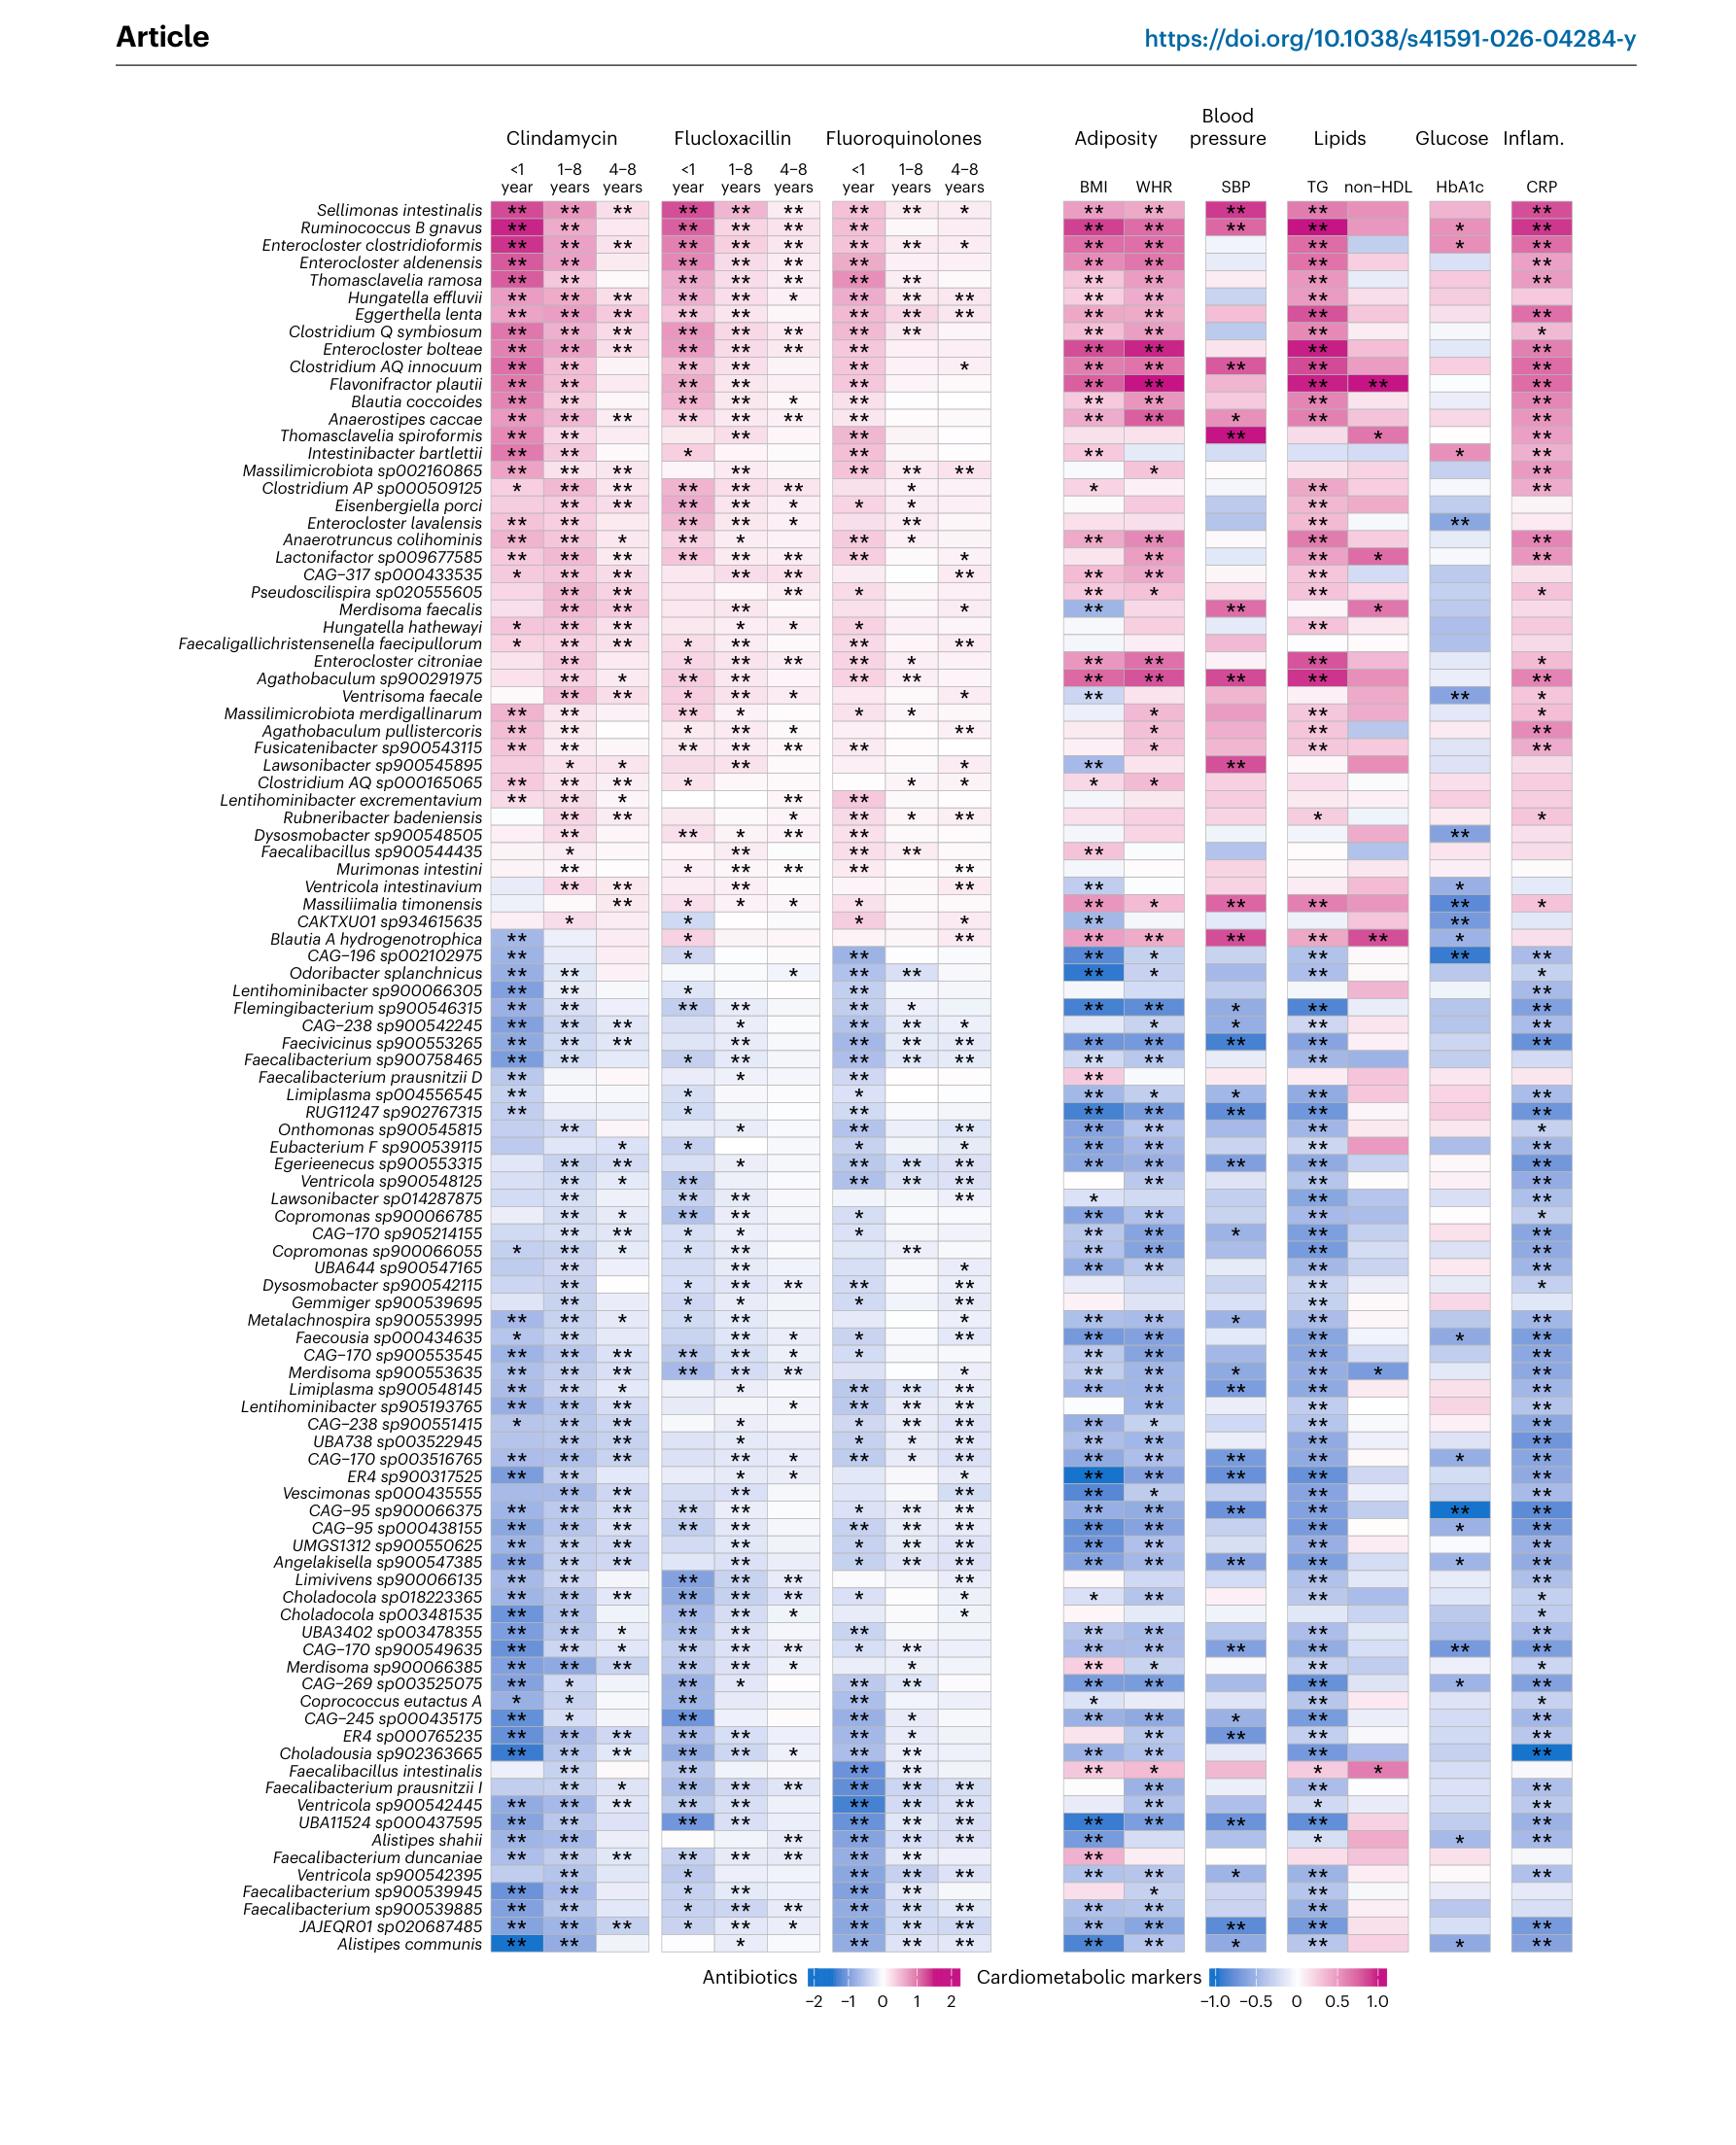 Article
https://doi.org/10.1038/s41591-026-04284-y
Clindamycin Flucloxacillin Fluoroquinolones Adiposity Blood pressure Lipids Glucose Inflam.
<1 year 1–8 years 4–8 years <1 year 1–8 years 4–8 years <1 year 1–8 years 4–8 years BMI WHR SBP TG non-HDL HbA1c CRP
Sellimonas intestinalis ** ** ** ** ** ** ** ** * ** ** ** ** **
Ruminococcus B gnavus ** ** ** ** ** ** ** ** ** ** * **
Enterocloster clostridioformis ** ** ** ** ** ** ** ** * ** ** ** * **
Enterocloster aldenensis ** ** ** ** ** ** ** ** ** **
Thomasclavelia ramosa ** ** ** ** ** ** ** ** ** ** **
Hungatella effluvii ** ** ** ** ** * ** ** ** ** ** **
Eggerthella lenta ** ** ** ** ** ** ** ** ** ** ** **
Clostridium Q symbiosum ** ** ** ** ** ** ** ** ** ** ** *
Enterocloster bolteae ** ** ** ** ** ** ** ** ** ** **
Clostridium AQ innocuum ** ** ** ** ** * ** ** ** ** **
Flavonifractor plautii ** ** ** ** ** ** ** ** ** **
Blautia coccoides ** ** ** ** * ** ** ** ** **
Anaerostipes caccae ** ** ** ** ** ** ** ** ** * ** **
Thomasclavelia spiroformis ** ** ** ** ** * **
Intestinibacter bartlettii ** ** * ** ** * **
Massilimicrobiota sp002160865 ** ** ** ** ** ** ** * **
Clostridium AP sp000509125 * ** ** ** ** ** * * ** **
Eisenbergiella porci ** ** ** ** * * * **
Enterocloster lavalensis ** ** ** ** * ** ** **
Anaerotruncus colihominis ** ** * ** * ** * ** ** ** **
Lactonifactor sp009677585 ** ** ** ** ** ** ** * ** ** * **
CAG–317 sp000433535 * ** ** ** ** ** ** ** **
Pseudoscilispira sp020555605 ** ** ** * ** * ** *
Merdisoma faecalis ** ** ** * ** ** *
Hungatella hathewayi * ** ** * * * **
Faecaligallichristensenella faecipullorum * ** ** * ** ** **
Enterocloster citroniae ** * ** ** ** * ** ** ** *
Agathobaculum sp900291975 ** * ** ** ** ** ** ** ** ** **
Ventrisoma faecale ** ** * ** * * ** ** *
Massilimicrobiota merdigallinarum ** ** ** * * * * ** *
Agathobaculum pullistercoris ** ** * ** * ** * ** **
Fusicatenibacter sp900543115 ** ** ** ** ** ** * ** **
Lawsonibacter sp900545895 * * ** * ** **
Clostridium AQ sp000165065 ** ** ** * * * * *
Lentihominibacter excrementavium ** ** * ** **
Rubneribacter badeniensis ** ** * ** * ** * *
Dysosmobacter sp900548505 ** ** * ** ** **
Faecalibacillus sp900544435 * ** ** ** **
Murimonas intestini ** * ** ** ** **
Ventricola intestinavium ** ** ** ** ** *
Massiliimalia timonensis ** * * * * ** * ** ** ** *
CAKTXU01 sp934615635 * * * * ** **
Blautia A hydrogenotrophica ** * ** ** ** ** ** ** *
CAG–196 sp002102975 ** * ** ** * ** ** **
Odoribacter splanchnicus ** ** * ** ** ** * ** *
Lentihominibacter sp900066305 ** ** * ** **
Flemingibacterium sp900546315 ** ** ** ** ** * ** ** * ** **
CAG–238 sp900542245 ** ** ** * ** ** * * * ** **
Faecivicinus sp900553265 ** ** ** ** ** ** ** ** ** ** ** **
Faecalibacterium sp900758465 ** ** * ** ** ** ** ** ** **
Faecalibacterium prausnitzii D ** * ** **
Limiplasma sp004556545 ** * * ** * * ** **
RUG11247 sp902767315 ** * ** ** ** ** ** **
Onthomonas sp900545815 ** * ** ** ** ** ** *
Eubacterium F sp900539115 * * * * ** ** ** **
Egerieenecus sp900553315 ** ** * ** ** ** ** ** ** ** **
Ventricola sp900548125 ** * ** ** ** ** ** ** **
Lawsonibacter sp014287875 ** ** ** ** * ** **
Copromonas sp900066785 ** * ** ** * ** ** ** *
CAG–170 sp905214155 ** ** * * * ** ** * ** **
Copromonas sp900066055 * ** * * ** ** ** ** ** **
UBA644 sp900547165 ** ** * ** ** ** **
Dysosmobacter sp900542115 ** * ** ** ** ** ** *
Gemmiger sp900539695 ** * * * ** **
Metalachnospira sp900553995 ** ** * * ** * ** ** * ** **
Faecousia sp000434635 * ** ** * * ** ** ** ** * **
CAG–170 sp900553545 ** ** ** ** ** * * ** ** ** **
Merdisoma sp900553635 ** ** ** ** ** ** * ** ** * ** * **
Limiplasma sp900548145 ** ** * * ** ** ** ** ** ** ** **
Lentihominibacter sp905193765 ** ** ** * ** ** ** ** ** **
CAG–238 sp900551415 * ** ** * * ** ** ** * ** **
UBA738 sp003522945 ** ** * * * ** ** ** ** **
CAG–170 sp003516765 ** ** ** ** * ** * ** ** ** ** ** * **
ER4 sp900317525 ** ** * * * ** ** ** ** **
Vescimonas sp000435555 ** ** ** ** ** * ** **
CAG–95 sp900066375 ** ** ** ** ** * ** ** ** ** ** ** ** **
CAG–95 sp000438155 ** ** ** ** ** ** ** ** ** ** ** * **
UMGS1312 sp900550625 ** ** ** ** * ** ** ** ** ** **
Angelakisella sp900547385 ** ** ** ** * ** ** ** ** ** ** * **
Limivivens sp900066135 ** ** ** ** ** ** ** **
Choladocola sp018223365 ** ** ** ** ** ** * * * ** ** *
Choladocola sp003481535 ** ** ** ** * * *
UBA3402 sp003478355 ** ** * ** ** ** ** ** ** **
CAG–170 sp900549635 ** ** * ** ** ** * ** ** ** ** ** ** **
Merdisoma sp900066385 ** ** ** ** ** * * ** * ** *
CAG–269 sp003525075 ** * ** * ** ** ** ** ** * **
Coprococcus eutactus A * * ** ** * ** *
CAG–245 sp000435175 ** * ** ** * ** ** * ** **
ER4 sp000765235 ** ** ** ** ** ** * ** ** ** **
Choladousia sp902363665 ** ** ** ** ** * ** ** ** ** ** **
Faecalibacillus intestinalis ** ** ** ** ** * * *
Faecalibacterium prausnitzii I ** * ** ** ** ** ** ** ** ** **
Ventricola sp900542445 ** ** ** ** ** ** ** ** ** * **
UBA11524 sp000437595 ** ** ** ** ** ** ** ** ** ** ** **
Alistipes shahii ** ** ** ** ** ** ** * * **
Faecalibacterium duncaniae ** ** ** ** ** ** ** ** **
Ventricola sp900542395 ** * ** ** ** ** ** * ** **
Faecalibacterium sp900539945 ** ** * ** ** ** * **
Faecalibacterium sp900539885 ** ** * ** ** ** ** ** ** ** **
JAJEQR01 sp020687485 ** ** ** * ** * ** ** ** ** ** ** ** **
Alistipes communis ** ** * ** ** ** ** ** * ** * **
Antibiotics –2 –1 0 1 2
Cardiometabolic markers –1.0 –0.5 0 0.5 1.0